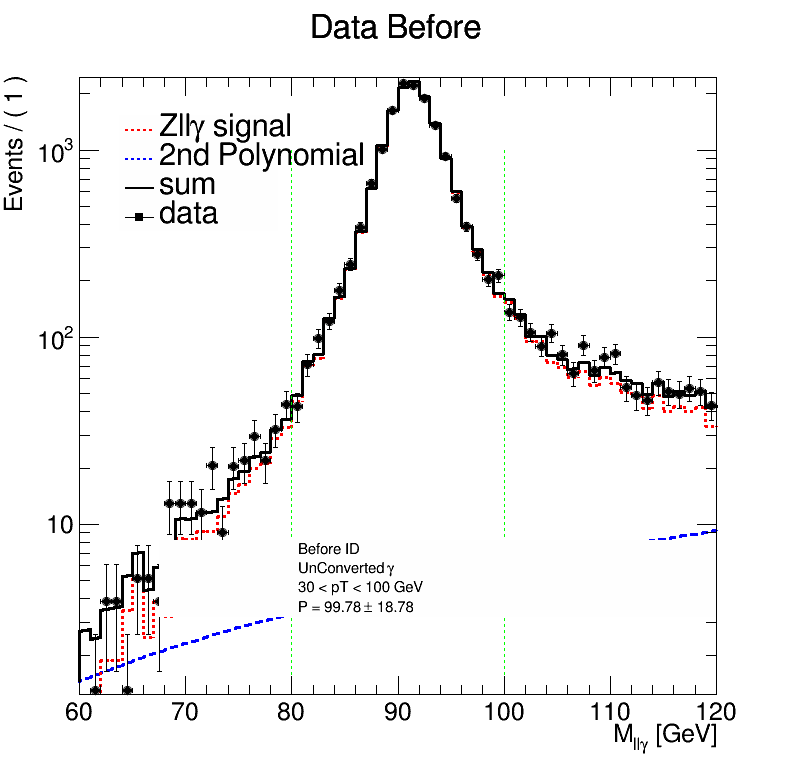 Data Before
Events / ( 1 )
Zllγ signal
2nd Polynomial
sum
data
10³
10²
10
Before ID
UnConverted γ
30 < pT < 100 GeV
P = 99.78 ± 18.78
60 70 80 90 100 110 120
M_llγ [GeV]